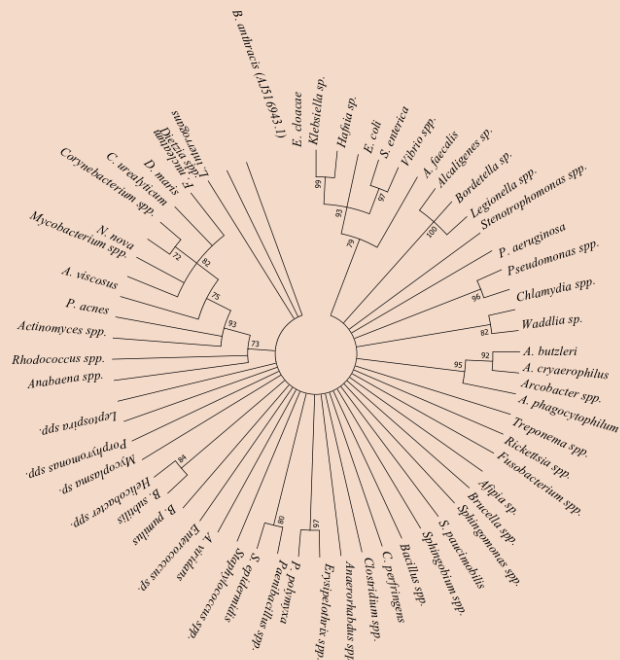 B. anthracis (AJ516943.1)
E. cloacae
Klebsiella sp.
Hafnia sp.
E. coli
S. enterica
Vibrio spp.
A. faecalis
Alcaligenes sp.
Bordetella sp.
Legionella spp.
Stenotrophomonas spp.
P. aeruginosa
Pseudomonas spp.
Chlamydia spp.
Waddlia sp.
A. butzleri
A. cryaerophilus
Arcobacter spp.
A. phagocytophilum
Treponema spp.
Rickettsia spp.
Fusobacterium spp.
Afipia sp.
Brucella spp.
Sphingomonas spp.
S. paucimobilis
Sphingobium spp.
Bacillus spp.
C. perfringens
Clostridium spp.
Anaerorhabdus spp.
Erysipelothrix spp.
P. polymyxa
Paenibacillus spp.
S. epidermidis
Staphylococcus spp.
A. viridans
Enterococcus sp.
B. pumilus
B. subtilis
Helicobacter spp.
Mycoplasma sp.
Porphyromonas spp.
Leptospira spp.
Anabaena spp.
Rhodococcus spp.
Actinomyces spp.
P. acnes
A. viscosus
Mycobacterium spp.
N. nova
Corynebacterium spp.
C. urealyticum
D. maris
L. interrogans
99
93
97
79
100
96
82
92
95
97
80
84
73
93
75
82
72